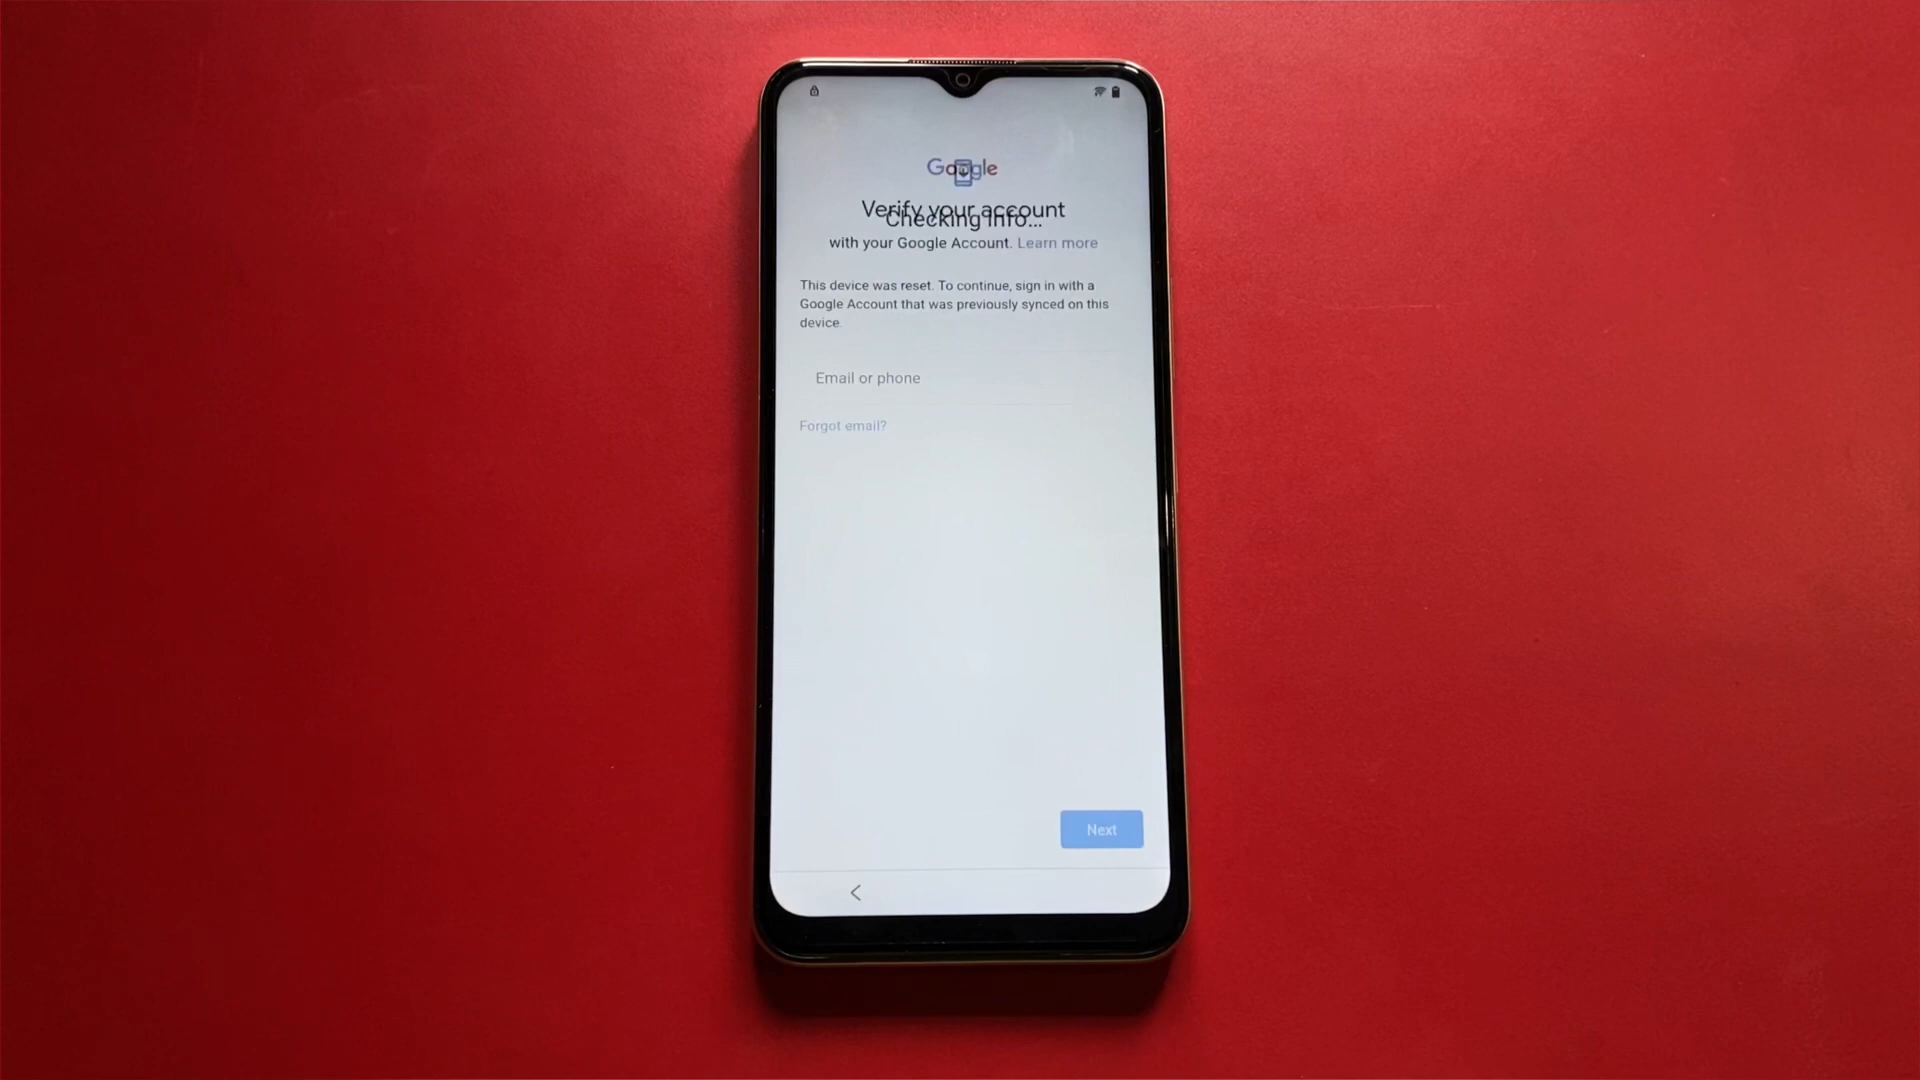 Google
Verify your account
Checking info...
with your Google Account. Learn more
This device was reset. To continue, sign in with a
Google Account that was previously synced on this
device.
Email or phone
Forgot email?
Next